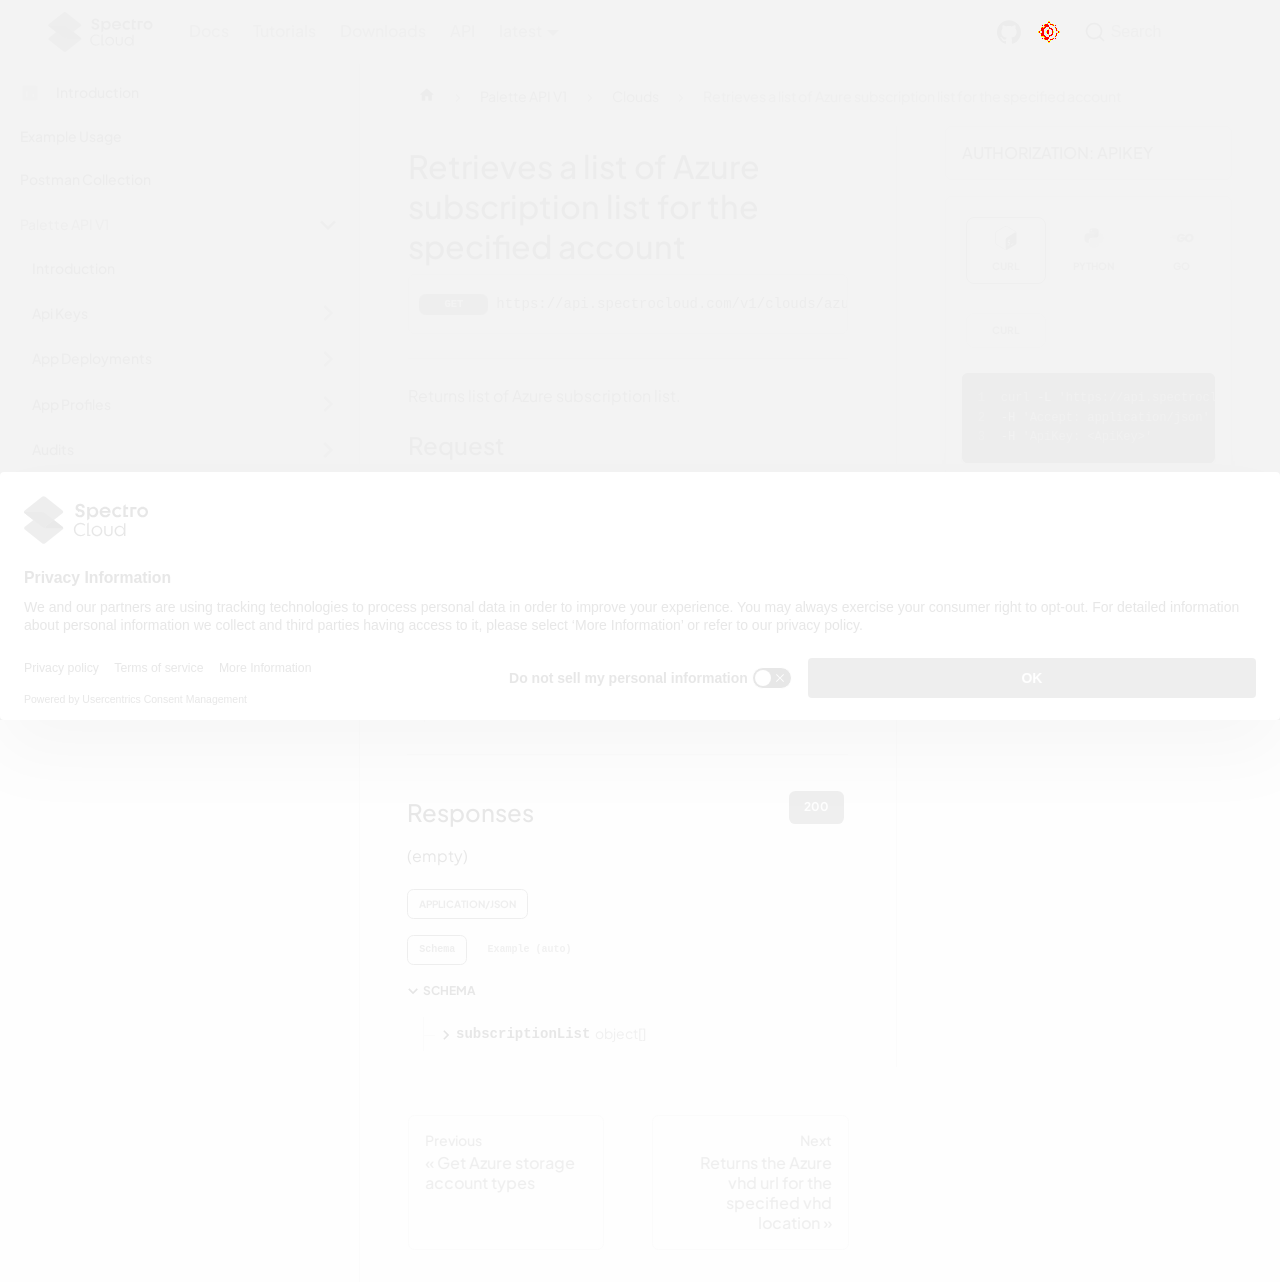 Spectro
Cloud
Docs Tutorials Downloads API latest
Search
Introduction
Example Usage
Postman Collection
Palette API V1
Introduction
Api Keys
App Deployments
App Profiles
Audits
Palette API V1
Clouds
Retrieves a list of Azure subscription list for the specified account
Retrieves a list of Azure
subscription list for the
specified account
GET https://api.spectrocloud.com/v1/clouds/azu
Returns list of Azure subscription list.
Request
AUTHORIZATION: APIKEY
CURL PYTHON GO
CURL
Spectro
Cloud
Privacy Information
We and our partners are using tracking technologies to process personal data in order to improve your experience. You may always exercise your consumer right to opt-out. For detailed information
about personal information we collect and third parties having access to it, please select ‘More Information’ or refer to our privacy policy.
Privacy policy Terms of service More Information
Powered by Usercentrics Consent Management
Do not sell my personal information
OK
Responses
200
(empty)
APPLICATION/JSON
Schema Example (auto)
SCHEMA
subscriptionList object[]
Previous
« Get Azure storage
account types
Next
Returns the Azure
vhd url for the
specified vhd
location »